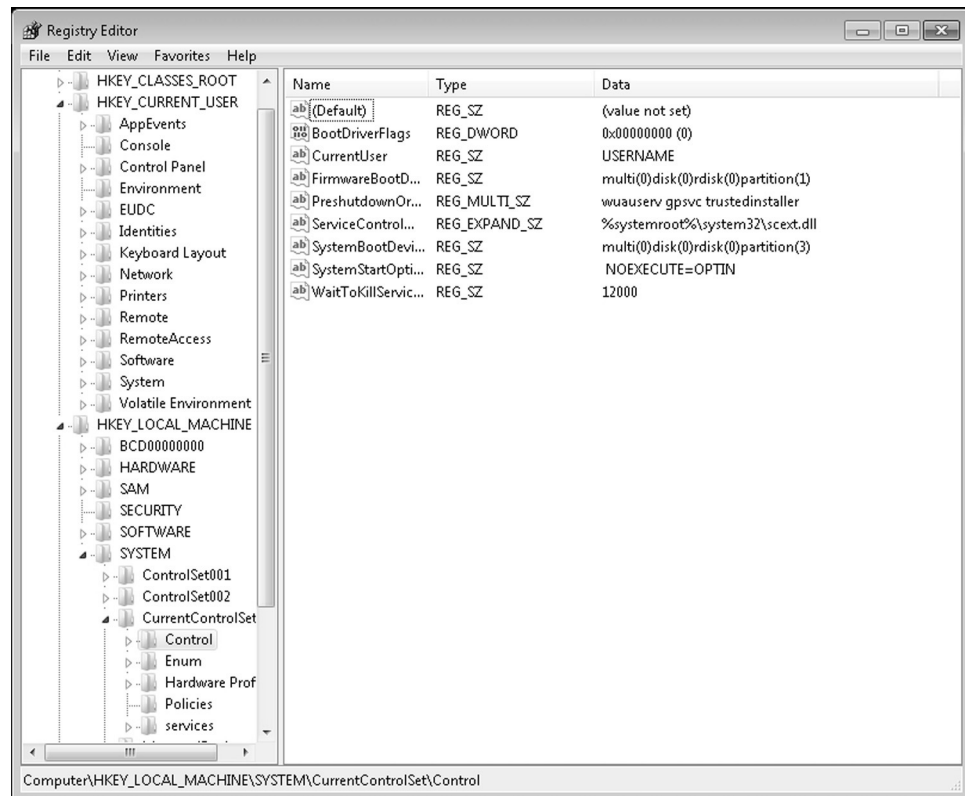 Registry Editor
File Edit View Favorites Help
HKEY_CLASSES_ROOT
HKEY_CURRENT_USER
AppEvents
Console
Control Panel
Environment
EUDC
Identities
Keyboard Layout
Network
Printers
Remote
RemoteAccess
Software
System
Volatile Environment
HKEY_LOCAL_MACHINE
BCD00000000
HARDWARE
SAM
SECURITY
SOFTWARE
SYSTEM
ControlSet001
ControlSet002
CurrentControlSet
Control
Enum
Hardware Prof
Policies
services
Name Type Data
(Default) REG_SZ (value not set)
BootDriverFlags REG_DWORD 0x00000000 (0)
CurrentUser REG_SZ USERNAME
FirmwareBootD... REG_SZ multi(0)disk(0)rdisk(0)partition(1)
PreshutdownOr... REG_MULTI_SZ wuauserv gpsvc trustedinstaller
ServiceControl... REG_EXPAND_SZ %systemroot%\system32\scext.dll
SystemBootDevi... REG_SZ multi(0)disk(0)rdisk(0)partition(3)
SystemStartOpti... REG_SZ NOEXECUTE=OPTIN
WaitToKillServic... REG_SZ 12000
Computer\HKEY_LOCAL_MACHINE\SYSTEM\CurrentControlSet\Control